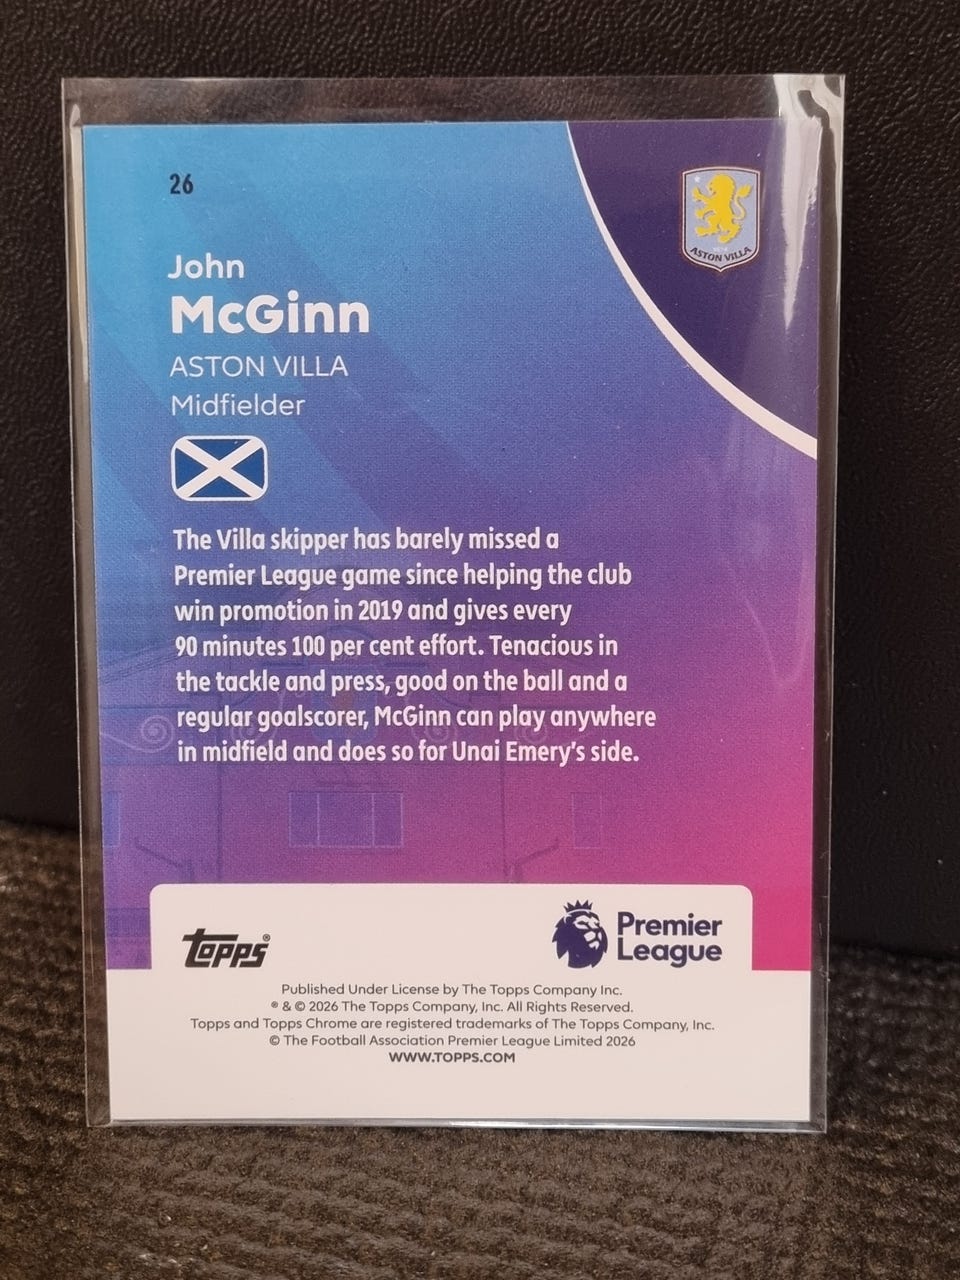 26
ASTON VILLA
John
McGinn
ASTON VILLA
Midfielder
The Villa skipper has barely missed a
Premier League game since helping the club
win promotion in 2019 and gives every
90 minutes 100 per cent effort. Tenacious in
the tackle and press, good on the ball and a
regular goalscorer, McGinn can play anywhere
in midfield and does so for Unai Emery's side.
Topps®
Premier
League
Published Under License by The Topps Company Inc.
® & © 2026 The Topps Company, Inc. All Rights Reserved.
Topps and Topps Chrome are registered trademarks of The Topps Company, Inc.
© The Football Association Premier League Limited 2026
WWW.TOPPS.COM